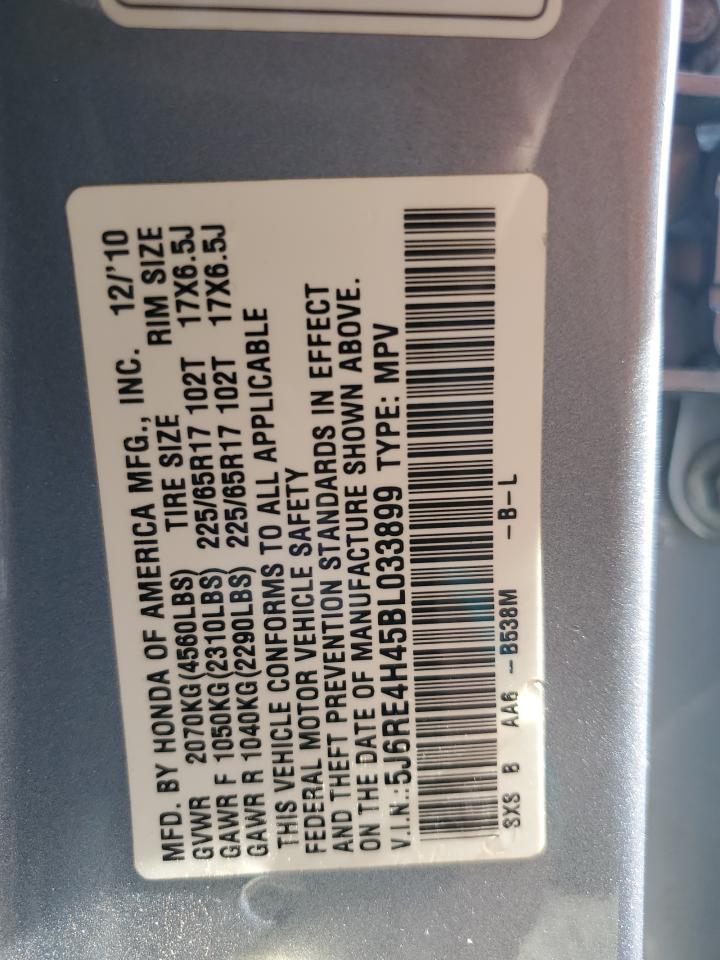 MFD. BY HONDA OF AMERICA MFG., INC. 12/'10
GVWR 2070KG(4560LBS) TIRE SIZE RIM SIZE
GAWR F 1050KG(2310LBS) 225/65R17 102T 17X6.5J
GAWR R 1040KG(2290LBS) 225/65R17 102T 17X6.5J
THIS VEHICLE CONFORMS TO ALL APPLICABLE
FEDERAL MOTOR VEHICLE SAFETY
AND THEFT PREVENTION STANDARDS IN EFFECT
ON THE DATE OF MANUFACTURE SHOWN ABOVE.
V.I.N.:5J6RE4H45BL033899 TYPE: MPV
SXS B AA6 -B538M -B-L